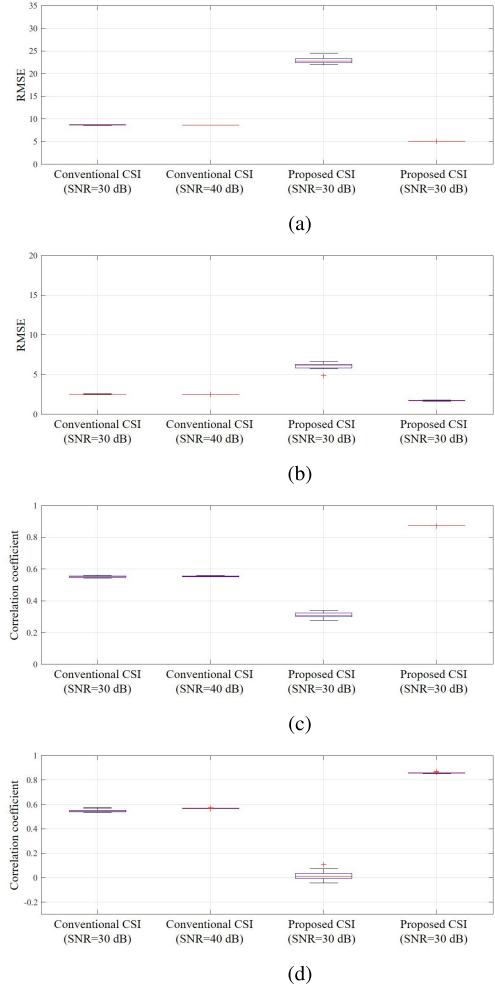 35
30
25
20
15
10
5
0
RMSE
Conventional CSI Conventional CSI Proposed CSI Proposed CSI
(SNR=30 dB) (SNR=40 dB) (SNR=30 dB) (SNR=30 dB)
(a)
20
15
10
5
0
RMSE
Conventional CSI Conventional CSI Proposed CSI Proposed CSI
(SNR=30 dB) (SNR=40 dB) (SNR=30 dB) (SNR=30 dB)
(b)
1
0.8
0.6
0.4
0.2
0
Correlation coefficient
Conventional CSI Conventional CSI Proposed CSI Proposed CSI
(SNR=30 dB) (SNR=40 dB) (SNR=30 dB) (SNR=30 dB)
(c)
1
0.8
0.6
0.4
0.2
0
-0.2
Correlation coefficient
Conventional CSI Conventional CSI Proposed CSI Proposed CSI
(SNR=30 dB) (SNR=40 dB) (SNR=30 dB) (SNR=30 dB)
(d)